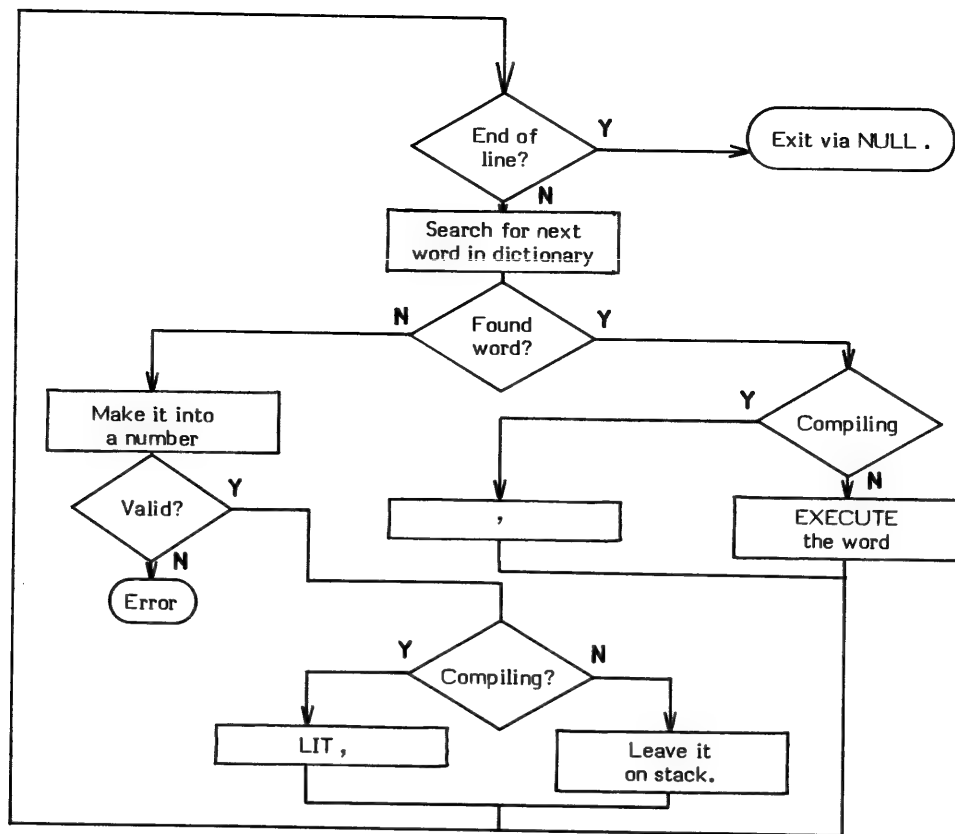 End of
line?
Y
Exit via NULL.
N
Search for next
word in dictionary
N
Found
word?
Y
Make it into
a number
Y
Compiling
Valid?
Y
N
,
EXECUTE
the word
N
Error
Y
Compiling?
N
LIT ,
Leave it
on stack.